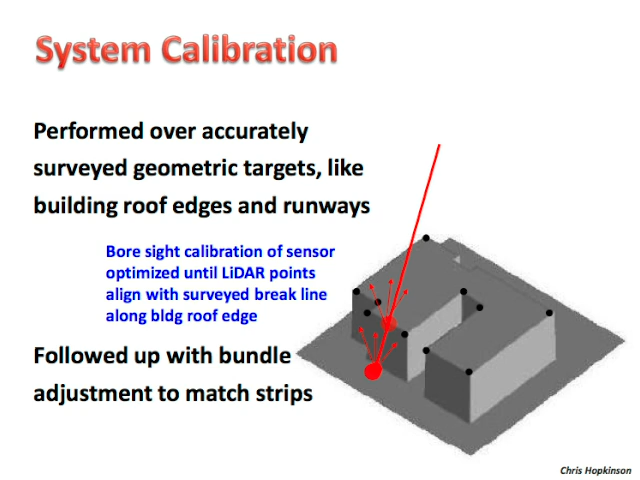 System Calibration
Performed over accurately
surveyed geometric targets, like
building roof edges and runways
Bore sight calibration of sensor
optimized until LiDAR points
align with surveyed break line
along bldg roof edge
Followed up with bundle
adjustment to match strips
Chris Hopkinson